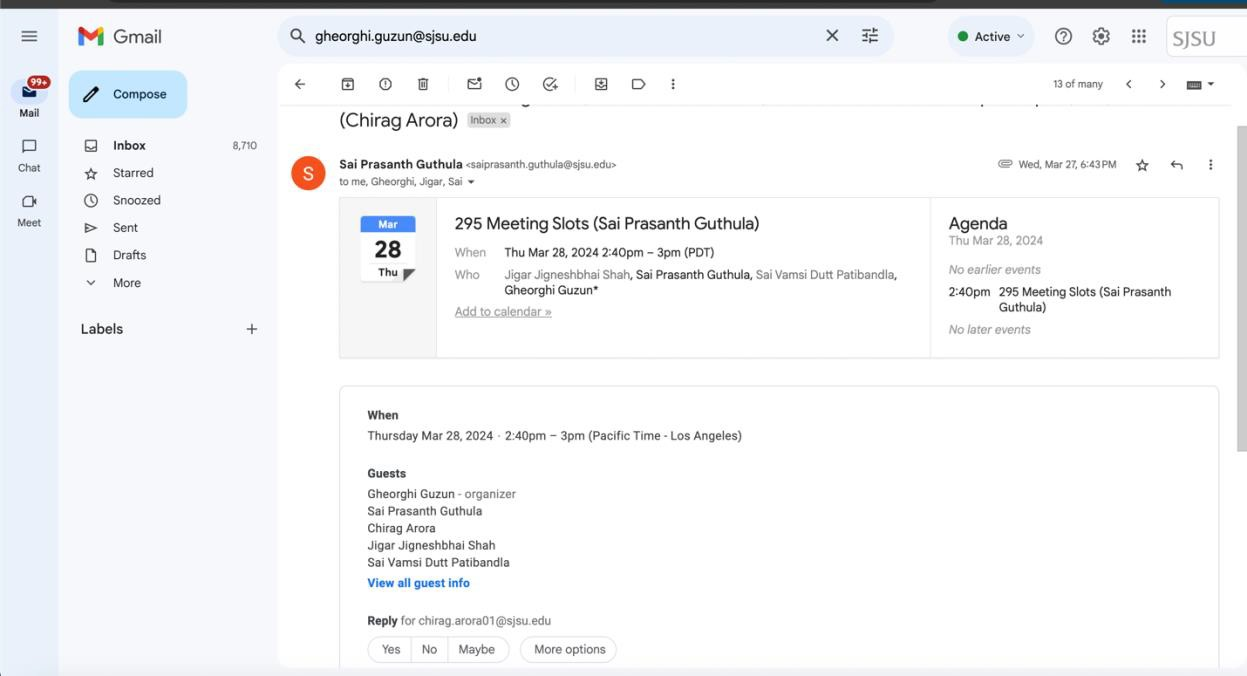 Gmail
gheorghi.guzun@sjsu.edu
Active
SJSU
99+
Mail
Chat
Meet
Compose
Inbox 8,710
Starred
Snoozed
Sent
Drafts
More
Labels
13 of many
(Chirag Arora) Inbox x
S
Sai Prasanth Guthula <saiprasanth.guthula@sjsu.edu>
Wed, Mar 27, 6:43 PM
to me, Gheorghi, Jigar, Sai
Mar
28
Thu
295 Meeting Slots (Sai Prasanth Guthula)
When Thu Mar 28, 2024 2:40pm – 3pm (PDT)
Who Jigar Jigneshbhai Shah, Sai Prasanth Guthula, Sai Vamsi Dutt Patibandla,
Gheorghi Guzun*
Add to calendar »
Agenda
Thu Mar 28, 2024
No earlier events
2:40pm 295 Meeting Slots (Sai Prasanth
Guthula)
No later events
When
Thursday Mar 28, 2024 · 2:40pm – 3pm (Pacific Time - Los Angeles)
Guests
Gheorghi Guzun - organizer
Sai Prasanth Guthula
Chirag Arora
Jigar Jigneshbhai Shah
Sai Vamsi Dutt Patibandla
View all guest info
Reply for chirag.arora01@sjsu.edu
Yes No Maybe More options